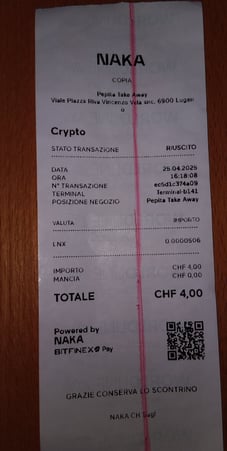 NAKA
COPIA
Pepita Take Away
Viale Piazza Riva Vincenzo Vela snc, 6900 Lugan
o
Crypto
STATO TRANSAZIONE RIUSCITO
DATA 25.04.2025
ORA 16:18:08
N° TRANSAZIONE ec5d1c374a09
TERMINAL Terminal-b141
POSIZIONE NEGOZIO Pepita Take Away
VALUTA IMPORTO
LNX 0.0000506
IMPORTO CHF 4,00
MANCIA CHF 0,00
TOTALE CHF 4,00
Powered by
NAKA
BITFINEX Pay
GRAZIE CONSERVA LO SCONTRINO
NAKA CH